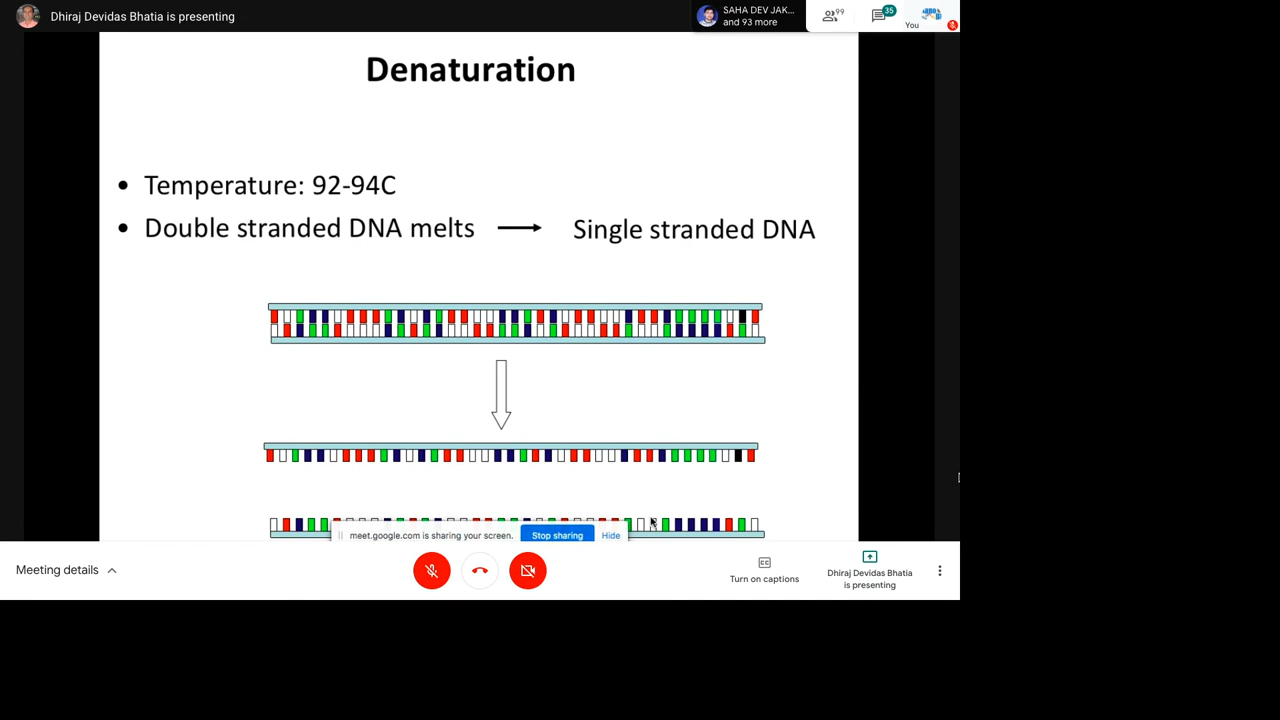 Dhiraj Devidas Bhatia is presenting
SAHA DEV JAK...
and 93 more
99
35
You
Denaturation
• Temperature: 92-94C
• Double stranded DNA melts → Single stranded DNA
meet.google.com is sharing your screen. Stop sharing Hide
Meeting details
Turn on captions
Dhiraj Devidas Bhatia
is presenting